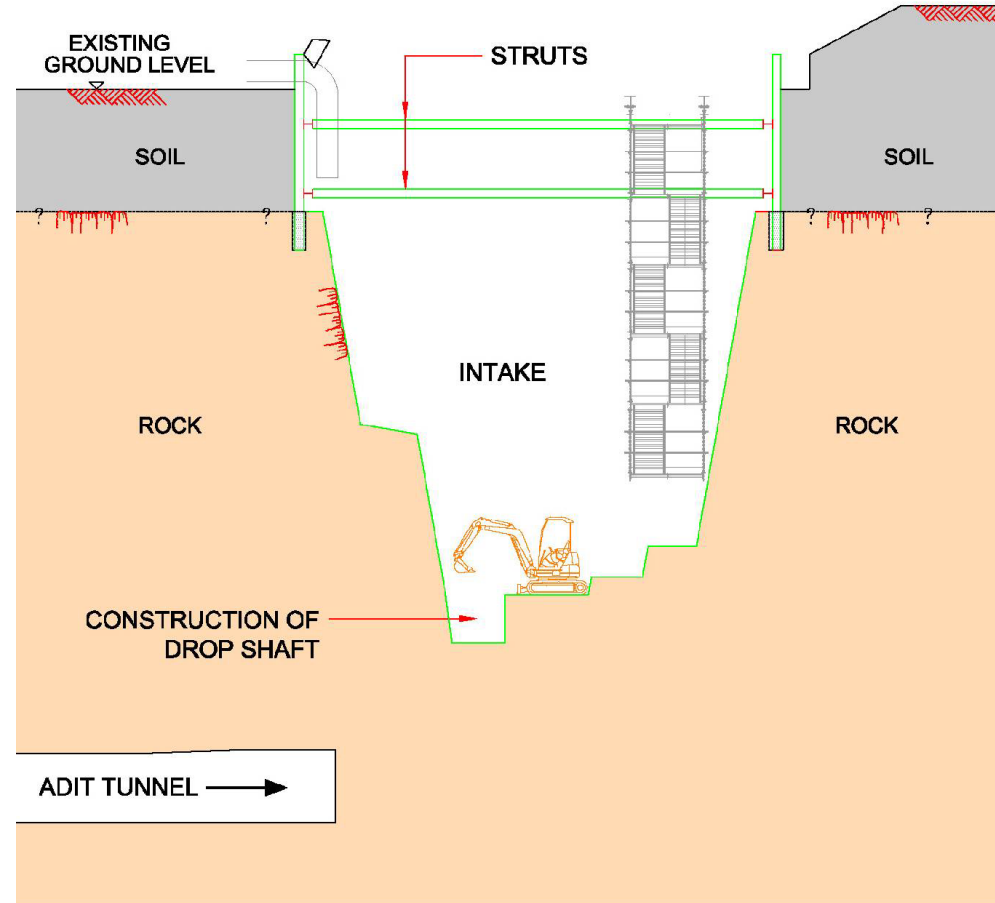 EXISTING
GROUND LEVEL
STRUTS
SOIL
SOIL
?
?
?
?
INTAKE
ROCK
ROCK
CONSTRUCTION OF
DROP SHAFT
ADIT TUNNEL